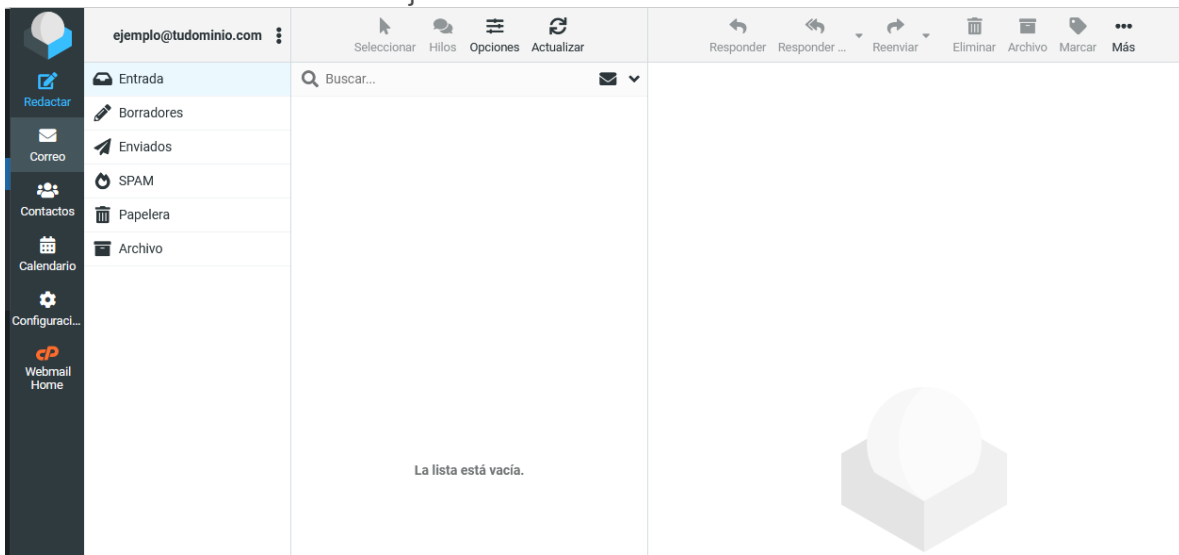 ejemplo@tudominio.com
Seleccionar Hilos Opciones Actualizar
Responder Responder ... Reenviar Eliminar Archivo Marcar Más
Redactar
Correo
Contactos
Calendario
Configuraci...
cP
Webmail
Home
Entrada
Borradores
Enviados
SPAM
Papelera
Archivo
Buscar...
La lista está vacía.